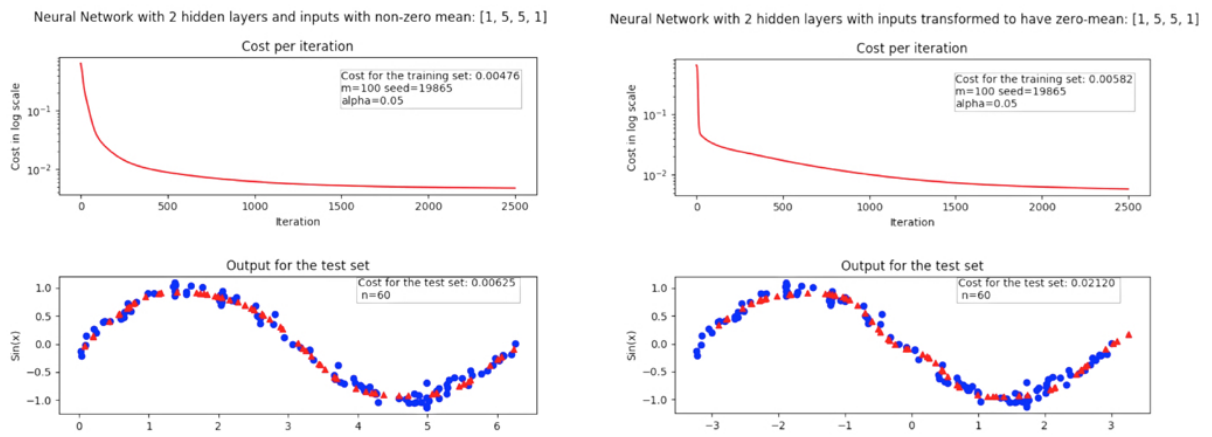 Neural Network with 2 hidden layers and inputs with non-zero mean: [1, 5, 5, 1]
Cost per iteration
Cost in log scale
10⁻¹
10⁻²
Cost for the training set: 0.00476
m=100 seed=19865
alpha=0.05
0 500 1000 1500 2000 2500
Iteration
Output for the test set
Sin(x)
1.0
0.5
0.0
−0.5
−1.0
Cost for the test set: 0.00625
n=60
0 1 2 3 4 5 6
Neural Network with 2 hidden layers with inputs transformed to have zero-mean: [1, 5, 5, 1]
Cost per iteration
Cost in log scale
10⁻¹
10⁻²
Cost for the training set: 0.00582
m=100 seed=19865
alpha=0.05
0 500 1000 1500 2000 2500
Iteration
Output for the test set
Sin(x)
1.0
0.5
0.0
−0.5
−1.0
Cost for the test set: 0.02120
n=60
−3 −2 −1 0 1 2 3